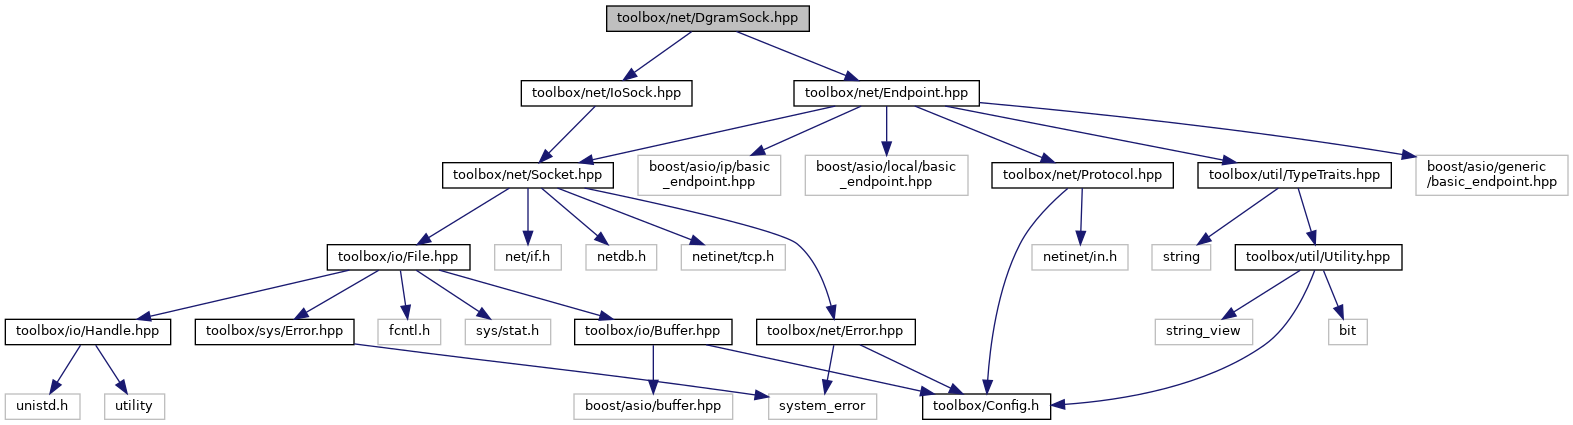 toolbox/net/DgramSock.hpp
toolbox/net/IoSock.hpp
toolbox/net/Endpoint.hpp
toolbox/net/Socket.hpp
boost/asio/ip/basic
_endpoint.hpp
boost/asio/local/basic
_endpoint.hpp
toolbox/net/Protocol.hpp
toolbox/util/TypeTraits.hpp
boost/asio/generic
/basic_endpoint.hpp
toolbox/io/File.hpp
net/if.h
netdb.h
netinet/tcp.h
netinet/in.h
string
toolbox/util/Utility.hpp
toolbox/io/Handle.hpp
toolbox/sys/Error.hpp
fcntl.h
sys/stat.h
toolbox/io/Buffer.hpp
toolbox/net/Error.hpp
string_view
bit
unistd.h
utility
boost/asio/buffer.hpp
system_error
toolbox/Config.h